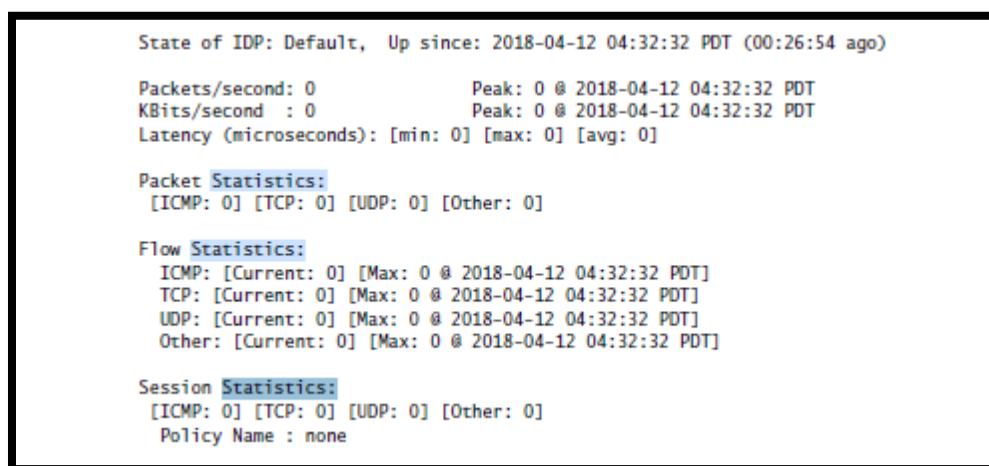 State of IDP: Default, Up since: 2018-04-12 04:32:32 PDT (00:26:54 ago)
Packets/second: 0 Peak: 0 @ 2018-04-12 04:32:32 PDT
KBits/second : 0 Peak: 0 @ 2018-04-12 04:32:32 PDT
Latency (microseconds): [min: 0] [max: 0] [avg: 0]
Packet Statistics:
[ICMP: 0] [TCP: 0] [UDP: 0] [Other: 0]
Flow Statistics:
ICMP: [Current: 0] [Max: 0 @ 2018-04-12 04:32:32 PDT]
TCP: [Current: 0] [Max: 0 @ 2018-04-12 04:32:32 PDT]
UDP: [Current: 0] [Max: 0 @ 2018-04-12 04:32:32 PDT]
Other: [Current: 0] [Max: 0 @ 2018-04-12 04:32:32 PDT]
Session Statistics:
[ICMP: 0] [TCP: 0] [UDP: 0] [Other: 0]
Policy Name : none